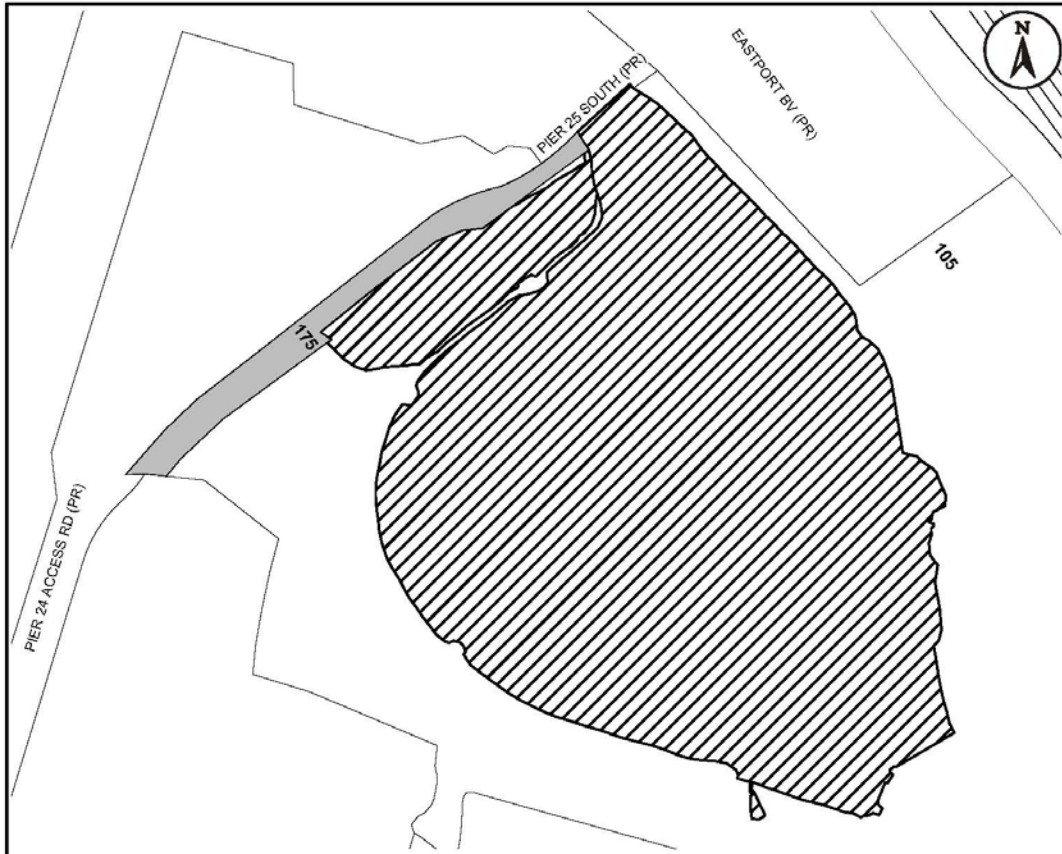 N
EASTPORT BV (PR)
PIER 25 SOUTH (PR)
105
175
PIER 24 ACCESS RD (PR)